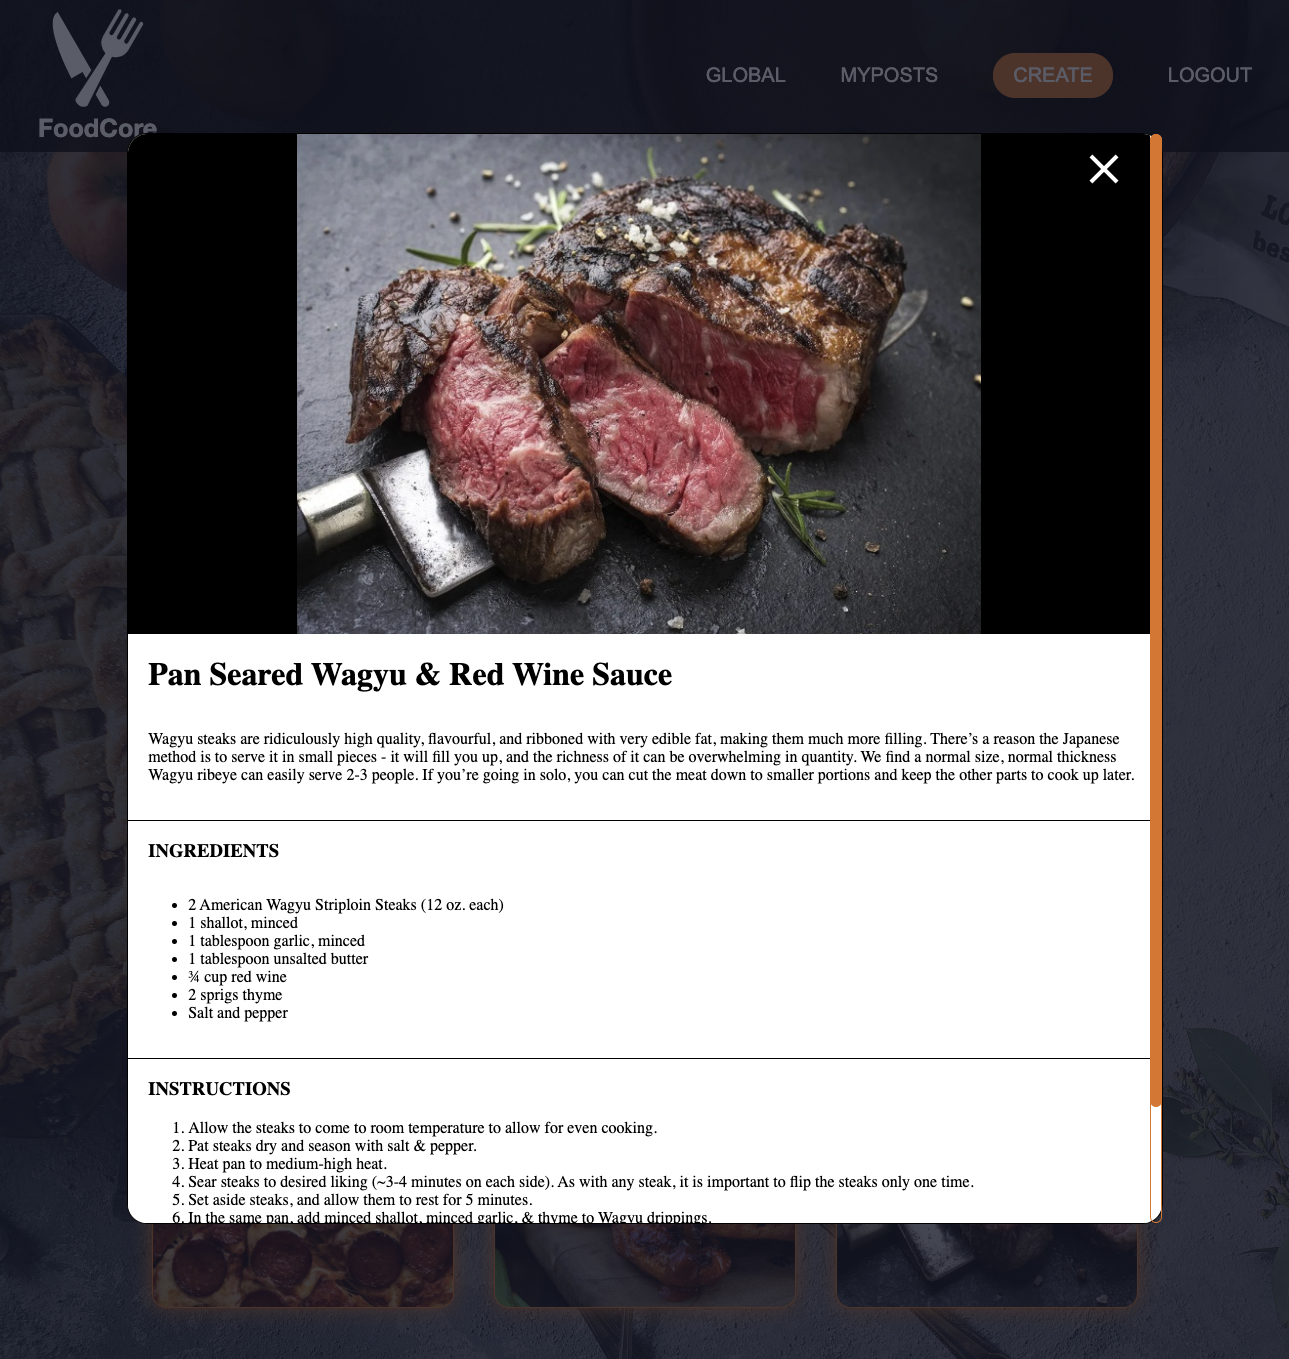 FoodCore
GLOBAL MYPOSTS CREATE LOGOUT
LO
bes
Pan Seared Wagyu & Red Wine Sauce
Wagyu steaks are ridiculously high quality, flavourful, and ribboned with very edible fat, making them much more filling. There’s a reason the Japanese
method is to serve it in small pieces - it will fill you up, and the richness of it can be overwhelming in quantity. We find a normal size, normal thickness
Wagyu ribeye can easily serve 2-3 people. If you’re going in solo, you can cut the meat down to smaller portions and keep the other parts to cook up later.
INGREDIENTS
• 2 American Wagyu Striploin Steaks (12 oz. each)
• 1 shallot, minced
• 1 tablespoon garlic, minced
• 1 tablespoon unsalted butter
• ¾ cup red wine
• 2 sprigs thyme
• Salt and pepper
INSTRUCTIONS
1. Allow the steaks to come to room temperature to allow for even cooking.
2. Pat steaks dry and season with salt & pepper.
3. Heat pan to medium-high heat.
4. Sear steaks to desired liking (~3-4 minutes on each side). As with any steak, it is important to flip the steaks only one time.
5. Set aside steaks, and allow them to rest for 5 minutes.
6. In the same pan, add minced shallot, minced garlic, & thyme to Wagyu drippings.